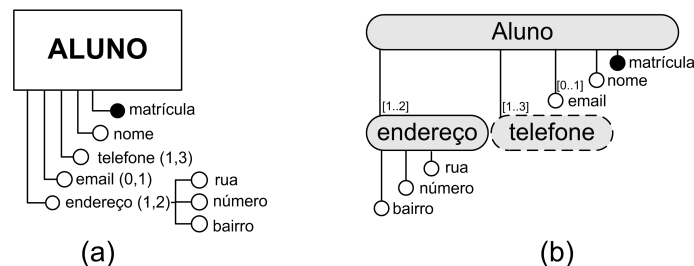 ALUNO
matrícula
nome
telefone (1,3)
email (0,1)
endereço (1,2)
rua
número
bairro
(a)
Aluno
matrícula
nome
[0..1]
email
[1..2]
[1..3]
endereço
telefone
rua
número
bairro
(b)